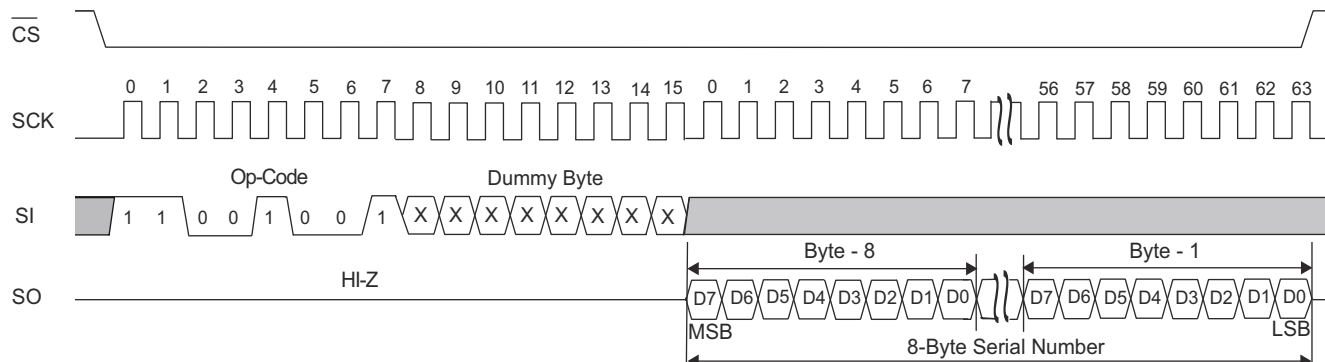 CS
0 1 2 3 4 5 6 7 8 9 10 11 12 13 14 15 0 1 2 3 4 5 6 7 56 57 58 59 60 61 62 63
SCK
Op-Code Dummy Byte
SI 1 1 0 0 1 0 0 1 X X X X X X X X
Byte - 8 Byte - 1
HI-Z
SO D7 D6 D5 D4 D3 D2 D1 D0 D7 D6 D5 D4 D3 D2 D1 D0
MSB LSB
8-Byte Serial Number